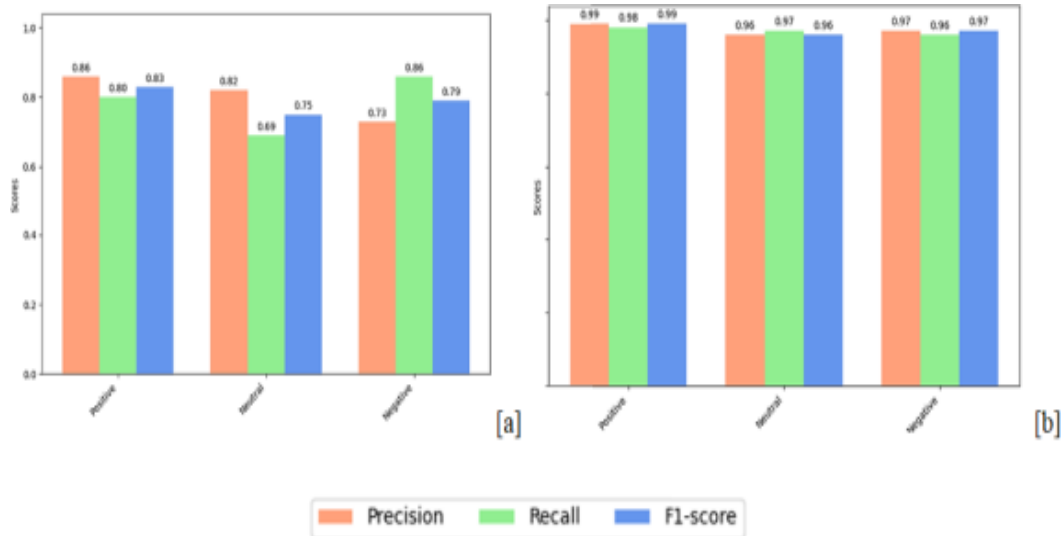 1.0
0.8
0.6
0.4
0.2
0.0
Scores
0.86
0.80
0.83
0.82
0.69
0.75
0.73
0.86
0.79
Positive
Neutral
Negative
[a]
Scores
0.99
0.98
0.99
0.96
0.97
0.96
0.97
0.96
0.97
Positive
Neutral
Negative
[b]
Precision Recall F1-score